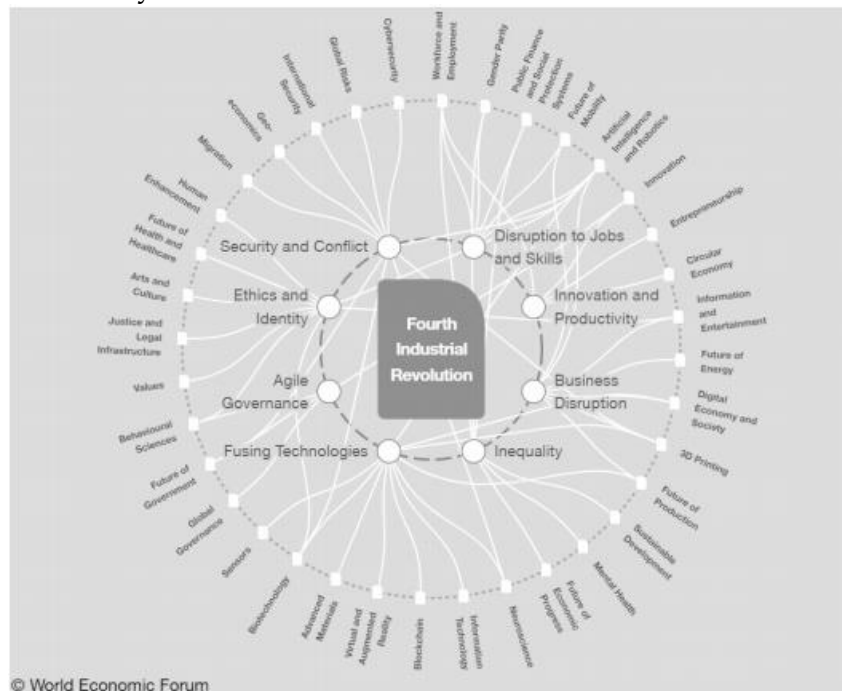 Cybersecurity
Workforce and
Employment
Gender Parity
Public Finance
and Social
Protection
Systems
Future of
Mobility
Artificial
Intelligence
and Robotics
Innovation
Entrepreneurship
Circular
Economy
Information
and
Entertainment
Future of
Energy
Digital
Economy and
Society
3D Printing
Future of
Production
Sustainable
Development
Mental Health
Future of
Economic
Progress
Neuroscience
Information
Technology
Blockchain
Virtual and
Augmented
Reality
Advanced
Materials
Biotechnology
Sensors
Global
Governance
Future of
Government
Behavioural
Sciences
Values
Justice and
Legal
Infrastructure
Arts and
Culture
Future of
Health and
Healthcare
Human
Enhancement
Migration
Geo-
economics
International
Security
Global Risks
Security and Conflict
Disruption to Jobs
and Skills
Ethics and
Identity
Innovation and
Productivity
Fourth
Industrial
Revolution
Agile
Governance
Business
Disruption
Fusing Technologies
Inequality
© World Economic Forum